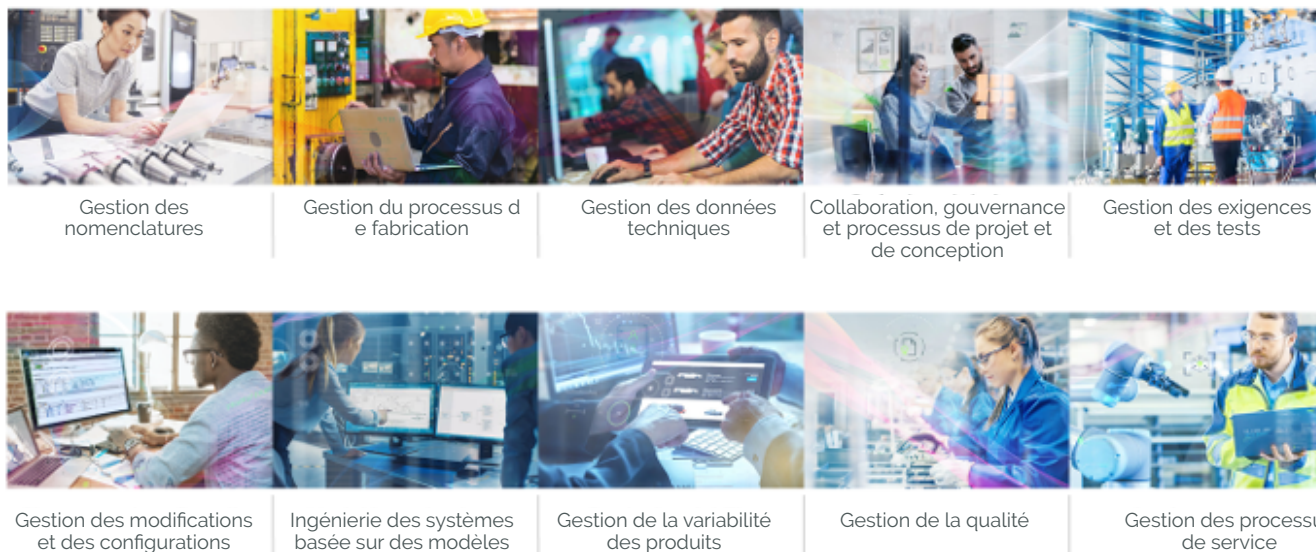 Gestion des
nomenclatures
Gestion du processus d
e fabrication
Gestion des données
techniques
Collaboration, gouvernance
et processus de projet et
de conception
Gestion des exigences
et des tests
Gestion des modifications
et des configurations
Ingénierie des systèmes
basée sur des modèles
Gestion de la variabilité
des produits
Gestion de la qualité
Gestion des processu
de service